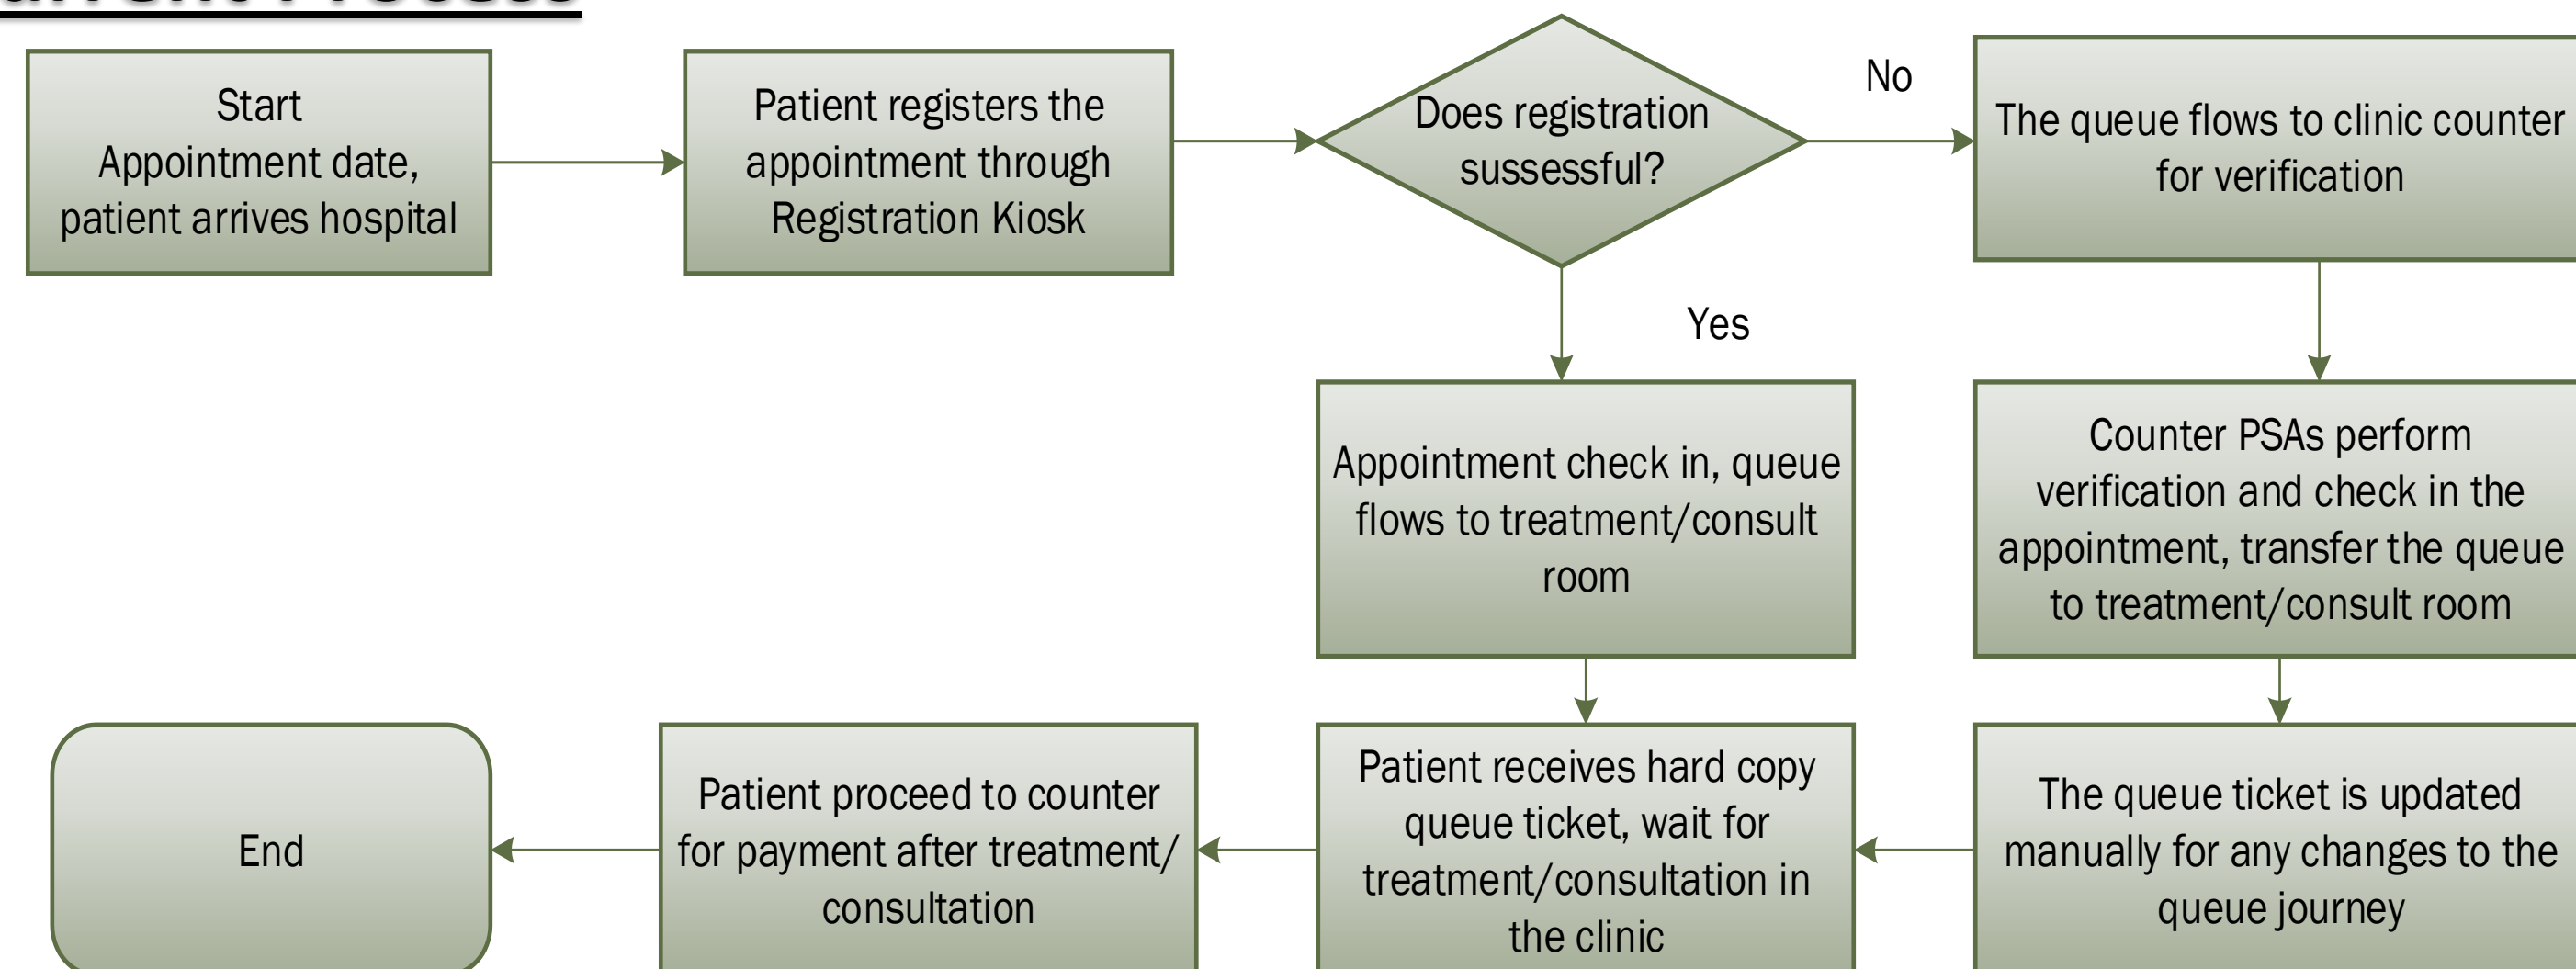 Current Process
Start
Appointment date,
patient arrives hospital
Patient registers the
appointment through
Registration Kiosk
Does registration
sussessful?
No
The queue flows to clinic counter
for verification
Yes
Appointment check in, queue
flows to treatment/consult
room
Counter PSAs perform
verification and check in the
appointment, transfer the queue
to treatment/consult room
End
Patient proceed to counter
for payment after treatment/
consultation
Patient receives hard copy
queue ticket, wait for
treatment/consultation in
the clinic
The queue ticket is updated
manually for any changes to the
queue journey